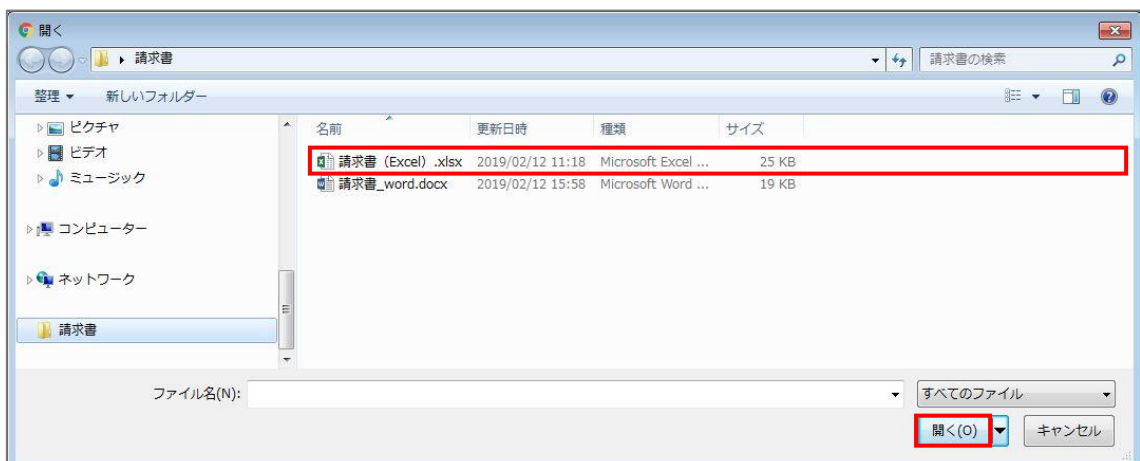 開く
請求書
請求書の検索
整理 新しいフォルダー
ピクチャ
ビデオ
ミュージック
コンピューター
ネットワーク
請求書
名前 更新日時 種類 サイズ
請求書（Excel）.xlsx 2019/02/12 11:18 Microsoft Excel ... 25 KB
請求書_word.docx 2019/02/12 15:58 Microsoft Word ... 19 KB
ファイル名(N):
すべてのファイル
開く(O) キャンセル